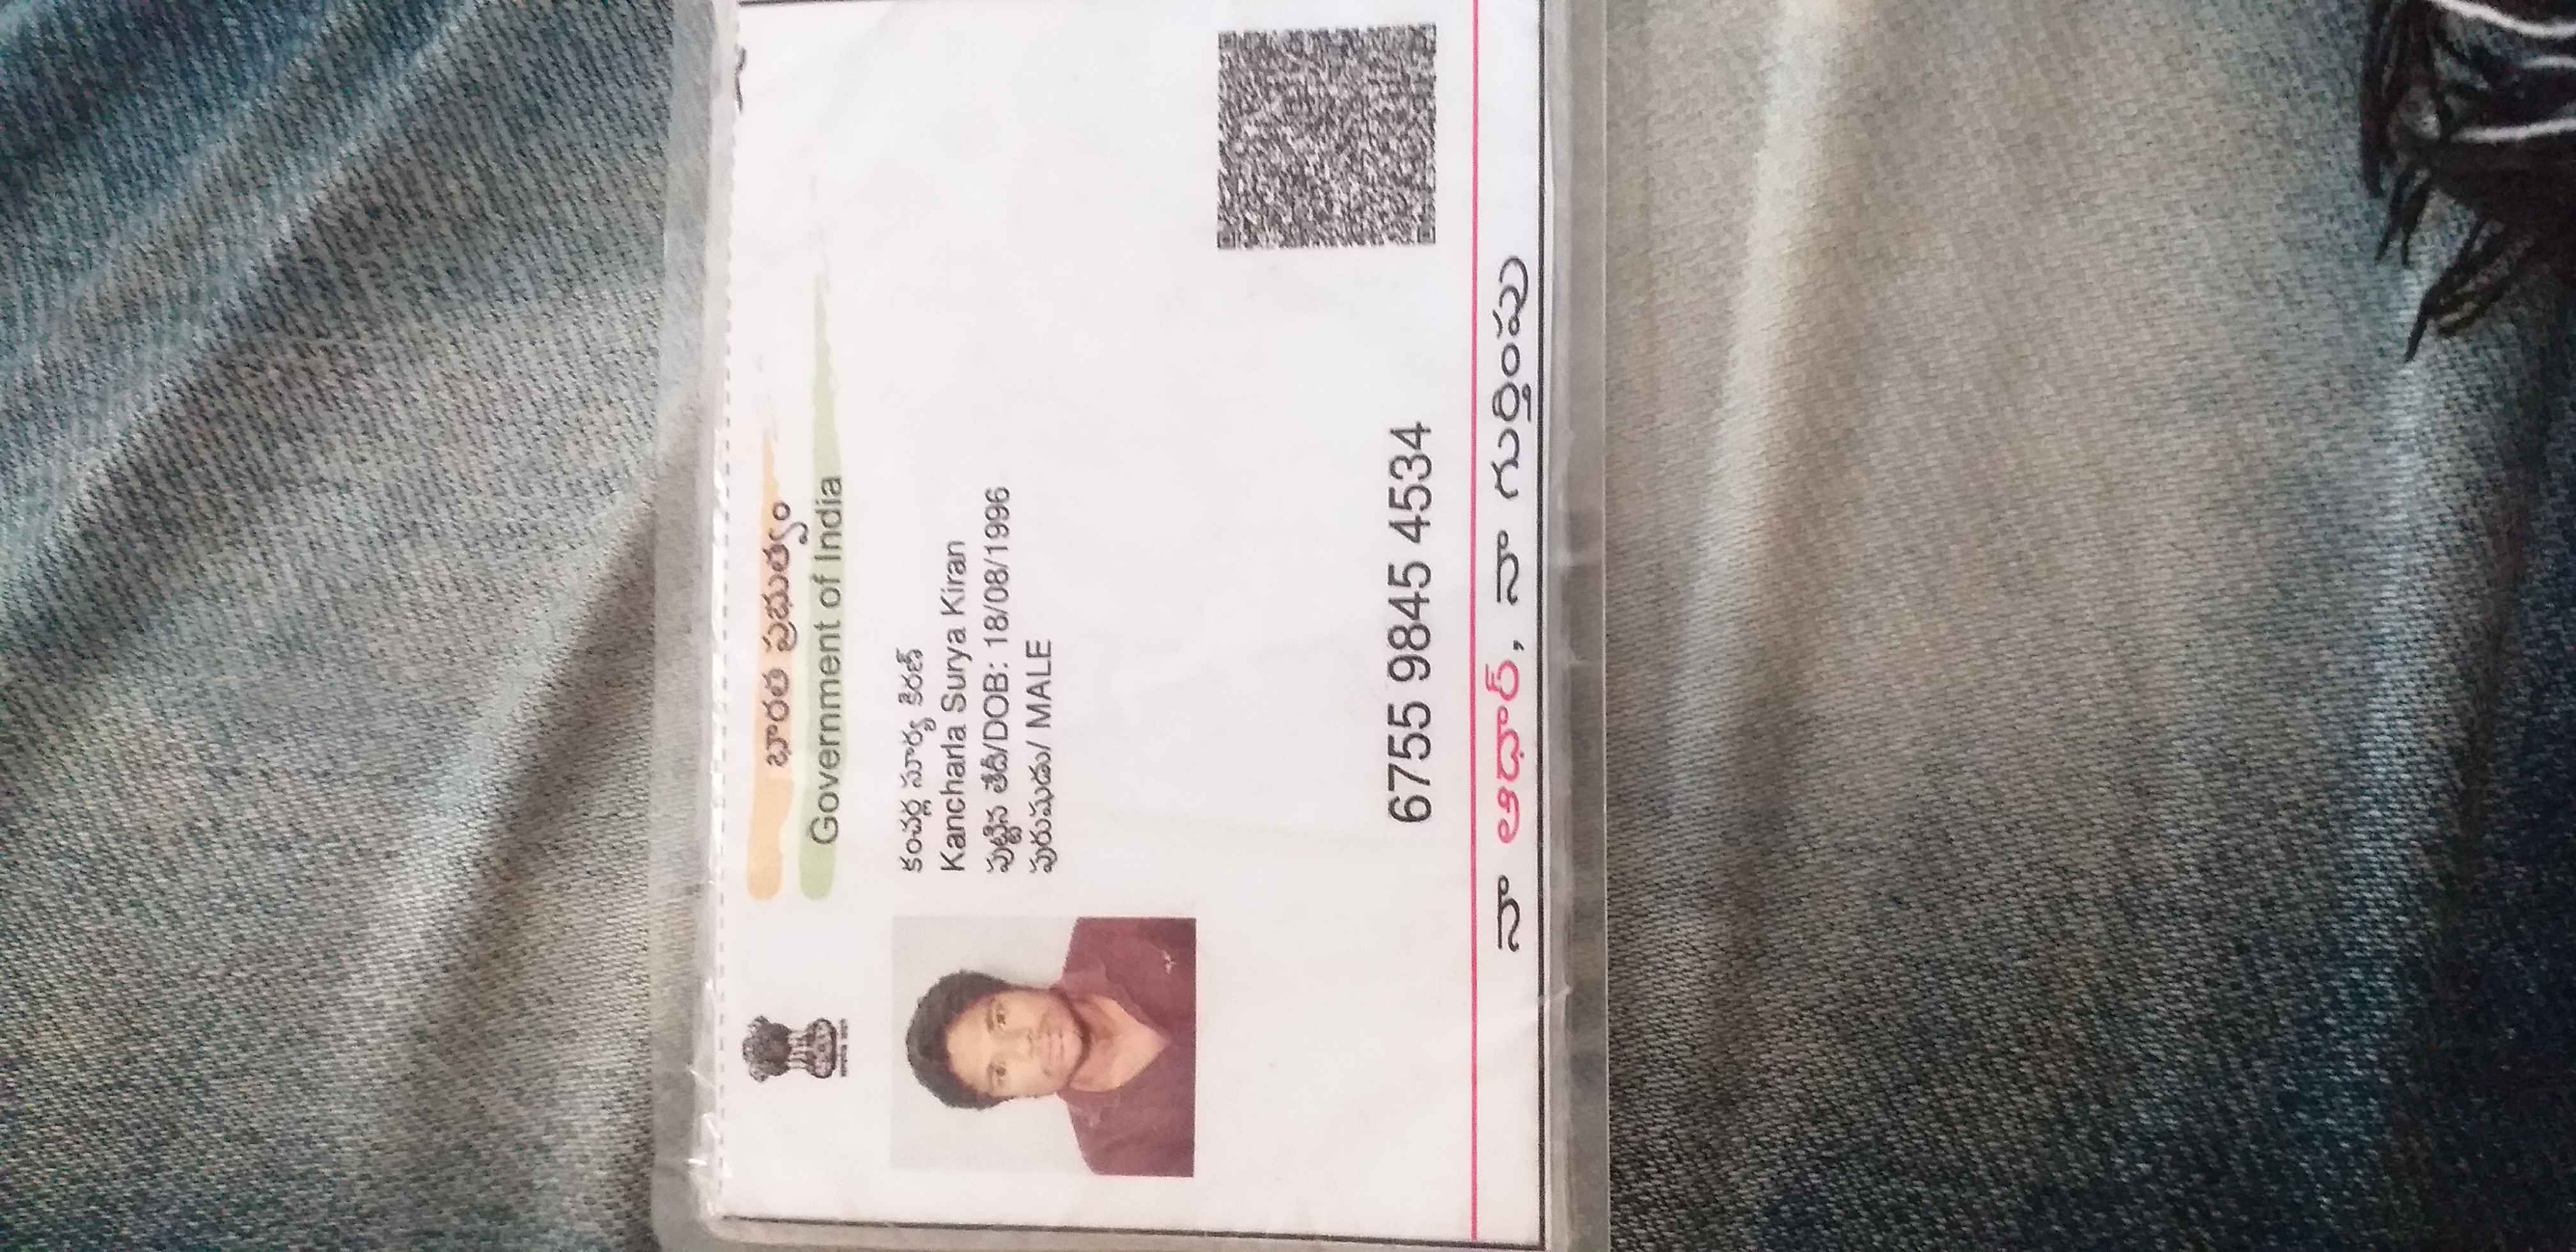 భారత ప్రభుత్వం
Government of India
కంచర్ల సూర్య కిరణ్
Kancharla Surya Kiran
పుట్టిన తేదీ/DOB: 18/08/1996
పురుషుడు/ MALE
6755 9845 4534
నా ఆధార్, నా గుర్తింపు